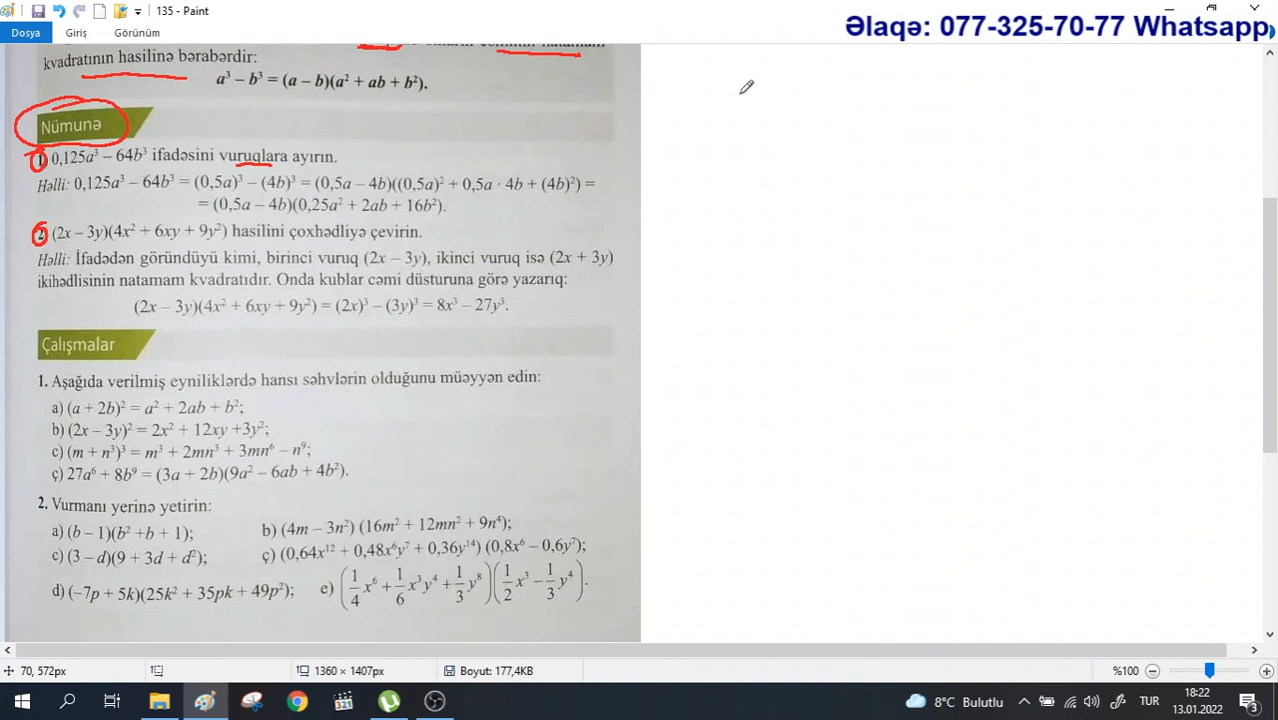 135 - Paint
Əlaqə: 077-325-70-77 Whatsapp
Dosya Giriş Görünüm
natamam
kvadratının hasilinə bərabərdir:
a³ – b³ = (a – b)(a² + ab + b²).
Nümunə
1. 0,125a³ – 64b³ ifadəsini vuruqlara ayırın.
Həlli: 0,125a³ – 64b³ = (0,5a)³ – (4b)³ = (0,5a – 4b)((0,5a)² + 0,5a · 4b + (4b)²) =
= (0,5a – 4b)(0,25a² + 2ab + 16b²).
2. (2x – 3y)(4x² + 6xy + 9y²) hasilini çoxhədliyə çevirin.
Həlli: İfadədən göründüyü kimi, birinci vuruq (2x – 3y), ikinci vuruq isə (2x + 3y)
ikihədlisinin natamam kvadratıdır. Onda kublar cəmi düsturuna görə yazarıq:
(2x – 3y)(4x² + 6xy + 9y²) = (2x)³ – (3y)³ = 8x³ – 27y³.
Çalışmalar
1. Aşağıda verilmiş eyniliklərdə hansı səhvlərin olduğunu müəyyən edin:
a) (a + 2b)² = a² + 2ab + b²;
b) (2x – 3y)² = 2x² + 12xy +3y²;
c) (m + n³)³ = m³ + 2mn³ + 3mn⁶ – n⁹;
ç) 27a⁶ + 8b⁹ = (3a + 2b)(9a² – 6ab + 4b²).
2. Vurmanı yerinə yetirin:
a) (b – 1)(b² +b + 1); b) (4m – 3n²) (16m² + 12mn² + 9n⁴);
c) (3 – d)(9 + 3d + d²); ç) (0,64x¹² + 0,48x⁶y⁷ + 0,36y¹⁴) (0,8x⁶ – 0,6y⁷);
d) (–7p + 5k)(25k² + 35pk + 49p²); e) (1/4 x⁶ + 1/6 x³y⁴ + 1/3 y⁸)(1/2 x³ – 1/3 y⁴).
70, 572px 1360 × 1407px Boyut: 177,4KB %100
8°C Bulutlu TUR 18:22
13.01.2022 3